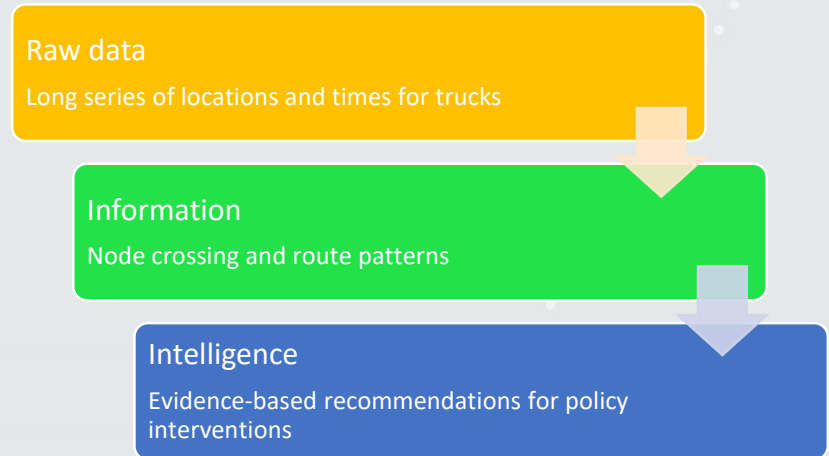 Raw data
Long series of locations and times for trucks
Information
Node crossing and route patterns
Intelligence
Evidence-based recommendations for policy
interventions